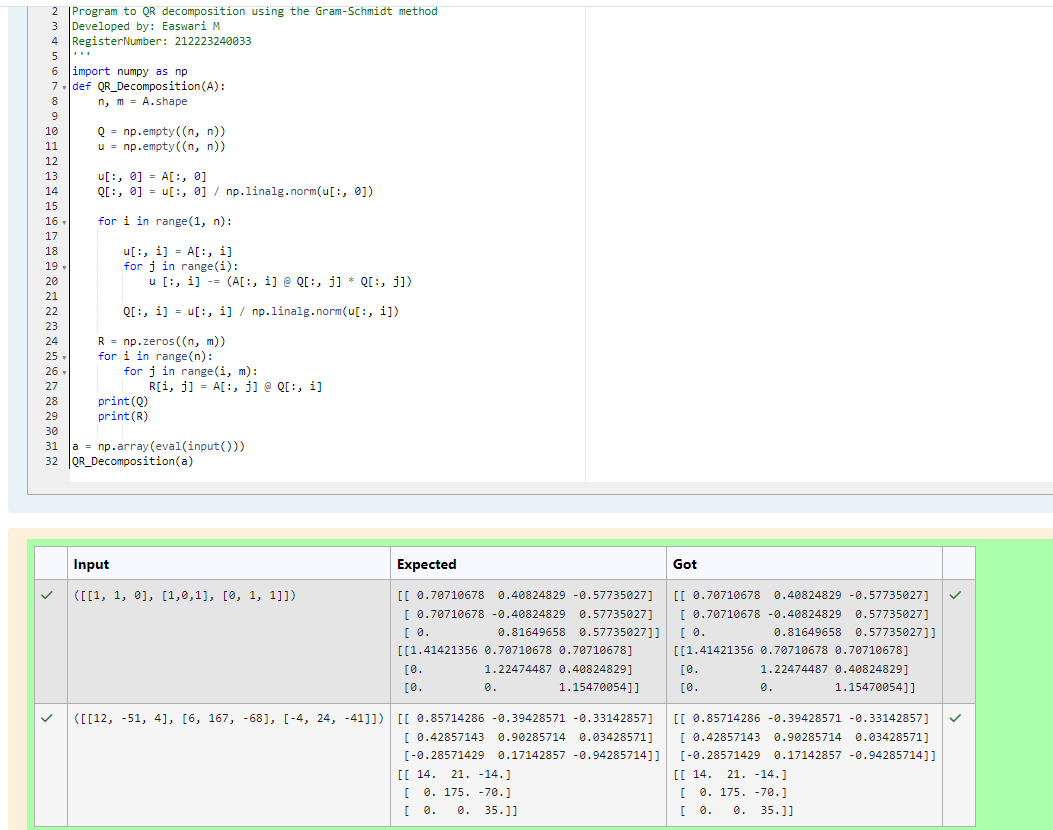 2 Program to QR decomposition using the Gram-Schmidt method
3 Developed by: Easwari M
4 RegisterNumber: 212223240033
5 '''
6 import numpy as np
7 def QR_Decomposition(A):
8     n, m = A.shape
9
10     Q = np.empty((n, n))
11     u = np.empty((n, n))
12
13     u[:, 0] = A[:, 0]
14     Q[:, 0] = u[:, 0] / np.linalg.norm(u[:, 0])
15
16     for i in range(1, n):
17
18         u[:, i] = A[:, i]
19         for j in range(i):
20             u [:, i] -= (A[:, i] @ Q[:, j] * Q[:, j])
21
22         Q[:, i] = u[:, i] / np.linalg.norm(u[:, i])
23
24     R = np.zeros((n, m))
25     for i in range(n):
26         for j in range(i, m):
27             R[i, j] = A[:, j] @ Q[:, i]
28     print(Q)
29     print(R)
30
31 a = np.array(eval(input()))
32 QR_Decomposition(a)
Input Expected Got
([[1, 1, 0], [1,0,1], [0, 1, 1]]) [[ 0.70710678  0.40824829 -0.57735027] [[ 0.70710678  0.40824829 -0.57735027]
[ 0.70710678 -0.40824829  0.57735027] [ 0.70710678 -0.40824829  0.57735027]
[ 0.          0.81649658  0.57735027]] [ 0.          0.81649658  0.57735027]]
[[1.41421356 0.70710678 0.70710678] [[1.41421356 0.70710678 0.70710678]
[0.         1.22474487 0.40824829] [0.         1.22474487 0.40824829]
[0.         0.         1.15470054]] [0.         0.         1.15470054]]
([[12, -51, 4], [6, 167, -68], [-4, 24, -41]]) [[ 0.85714286 -0.39428571 -0.33142857] [[ 0.85714286 -0.39428571 -0.33142857]
[ 0.42857143  0.90285714  0.03428571] [ 0.42857143  0.90285714  0.03428571]
[-0.28571429  0.17142857 -0.94285714]] [-0.28571429  0.17142857 -0.94285714]]
[[ 14.  21. -14.] [[ 14.  21. -14.]
[  0. 175. -70.] [  0. 175. -70.]
[  0.   0.  35.]] [  0.   0.  35.]]